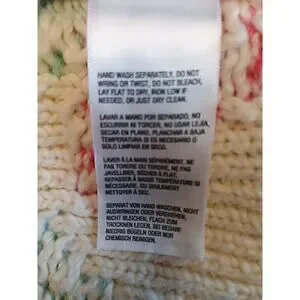 HAND WASH SEPARATELY, DO NOT
WRING OR TWIST, DO NOT BLEACH,
LAY FLAT TO DRY, IRON LOW IF
NEEDED, OR JUST DRY CLEAN.
LAVAR A MANO POR SEPARADO, NO
ESCURRIR NI TORCER, NO USAR LEJIA,
SECAR EN PLANO, PLANCHAR A BAJA
TEMPERATURA SI ES NECESARIO O
SOLO LIMPIAR EN SECO.
LAVER À LA MAIN SÉPARÉMENT, NE
PAS TORDRE OU TORDRE, NE PAS
JAVELLISER, SÉCHER À PLAT,
REPASSER À BASSE TEMPÉRATURE SI
NÉCESSAIRE, OU SEULEMENT
NETTOYER À SEC.
SEPARAT VON HAND WASCHEN, NICHT
AUSWRINGEN ODER VERDREHEN,
NICHT BLEICHEN, FLACH ZUM
TROCKNEN LEGEN, BEI BEDARF
NIEDRIG BÜGELN ODER NUR
CHEMISCH REINIGEN.